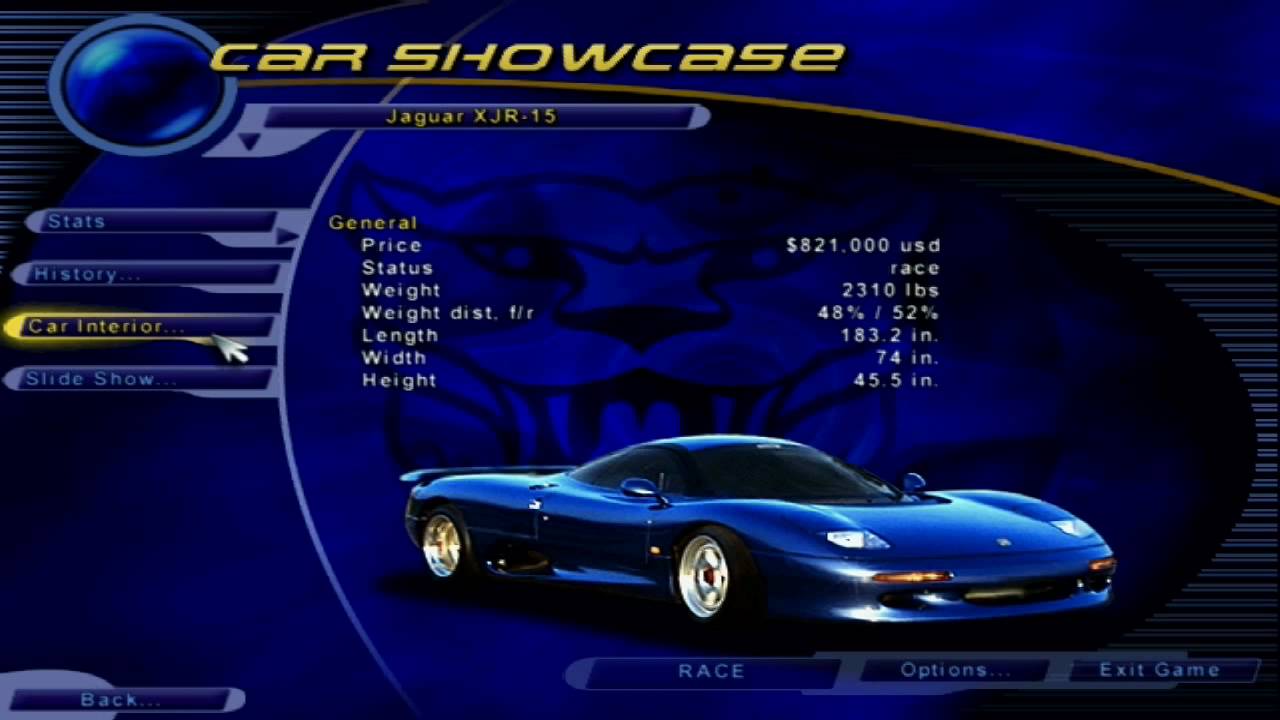 Car Showcase
Jaguar XJR-15
Stats
History...
Car Interior...
Slide Show...
General
Price $821.000 usd
Status race
Weight 2310 lbs
Weight dist. f/r 48% / 52%
Length 183.2 in.
Width 74 in.
Height 45.5 in.
RACE Options... Exit Game
Back...